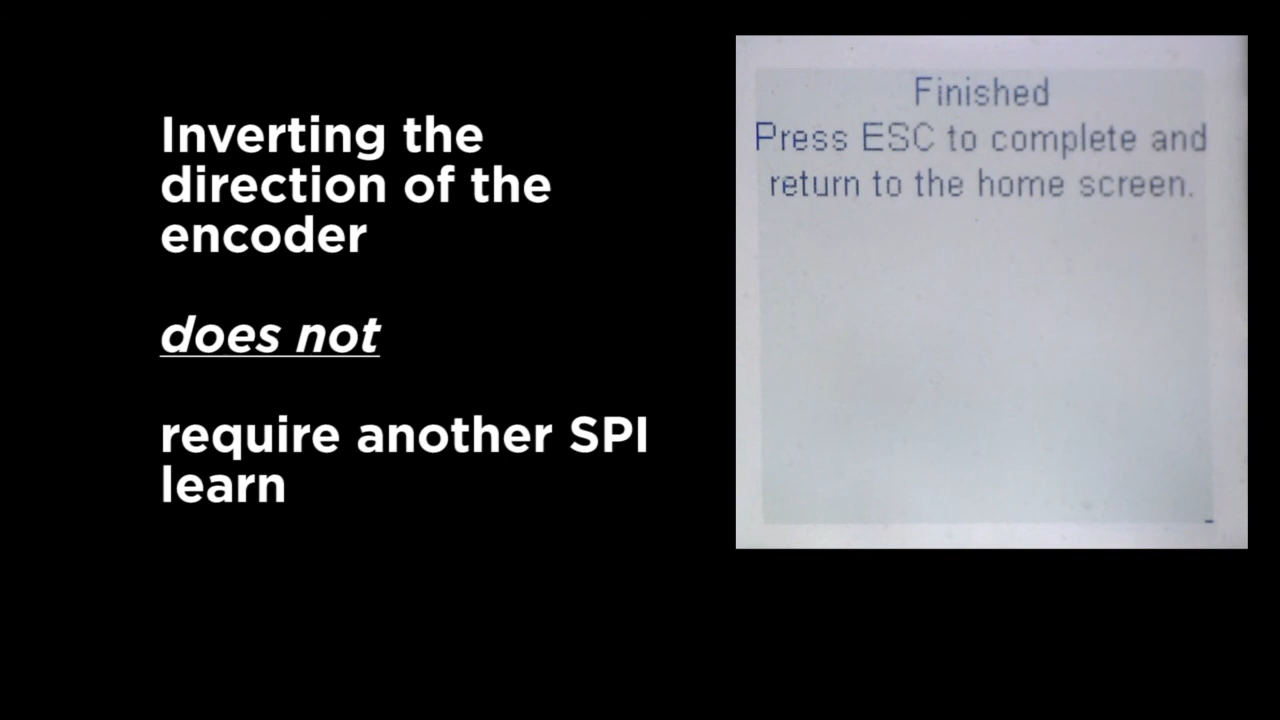 Inverting the
direction of the
encoder
does not
require another SPI
learn
Finished
Press ESC to complete and
return to the home screen.